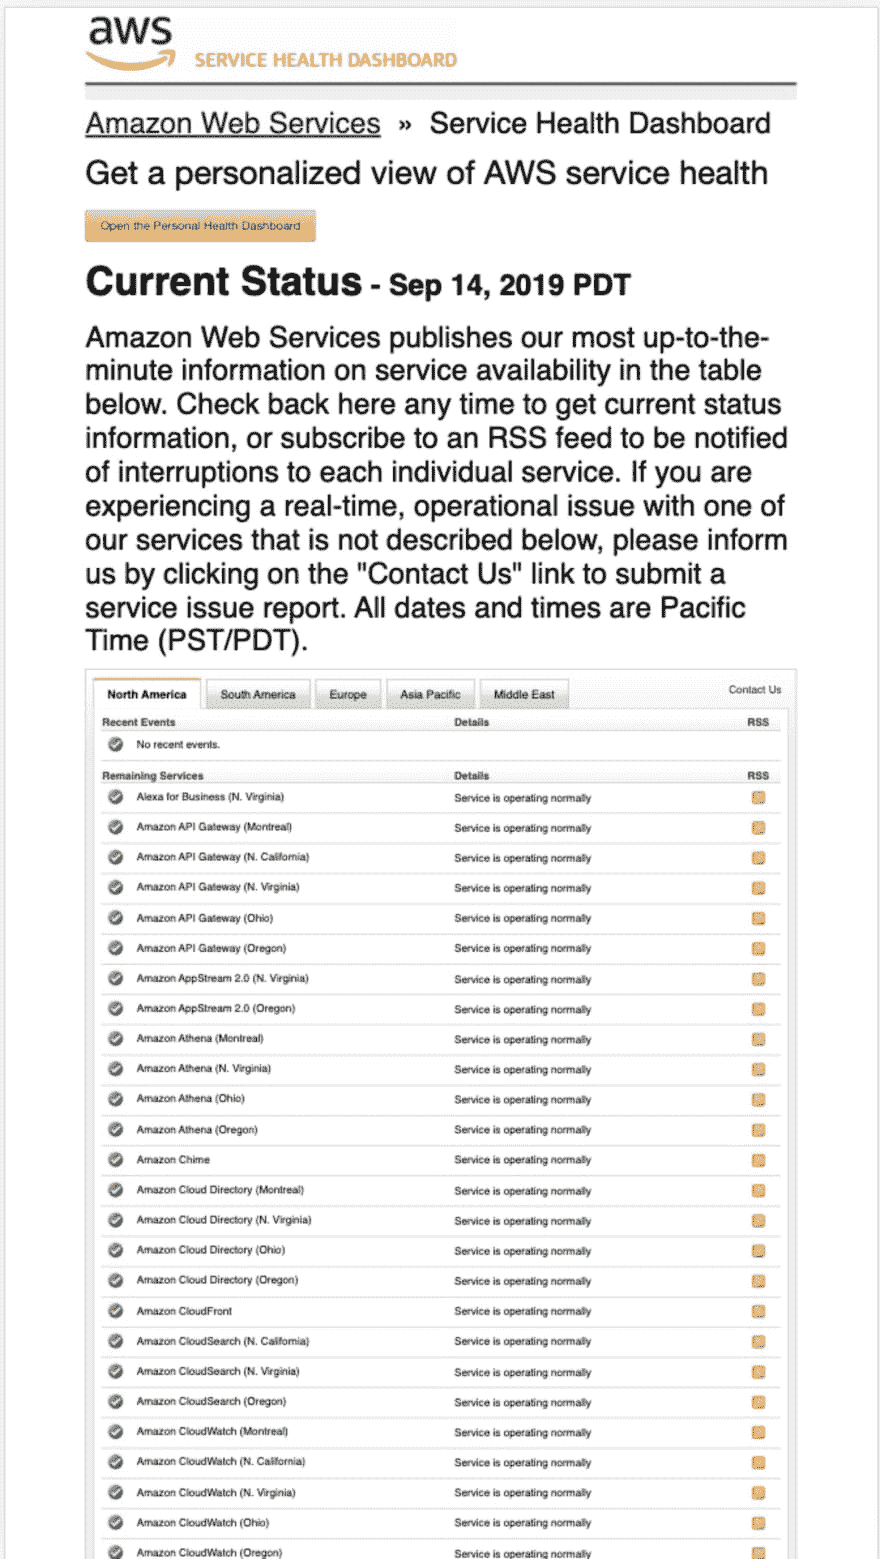 aws
SERVICE HEALTH DASHBOARD
Amazon Web Services » Service Health Dashboard
Get a personalized view of AWS service health
Open the Personal Health Dashboard
Current Status - Sep 14, 2019 PDT
Amazon Web Services publishes our most up-to-the-
minute information on service availability in the table
below. Check back here any time to get current status
information, or subscribe to an RSS feed to be notified
of interruptions to each individual service. If you are
experiencing a real-time, operational issue with one of
our services that is not described below, please inform
us by clicking on the "Contact Us" link to submit a
service issue report. All dates and times are Pacific
Time (PST/PDT).
North America South America Europe Asia Pacific Middle East Contact Us
Recent Events Details RSS
No recent events.
Remaining Services Details RSS
Alexa for Business (N. Virginia) Service is operating normally
Amazon API Gateway (Montreal) Service is operating normally
Amazon API Gateway (N. California) Service is operating normally
Amazon API Gateway (N. Virginia) Service is operating normally
Amazon API Gateway (Ohio) Service is operating normally
Amazon API Gateway (Oregon) Service is operating normally
Amazon AppStream 2.0 (N. Virginia) Service is operating normally
Amazon AppStream 2.0 (Oregon) Service is operating normally
Amazon Athena (Montreal) Service is operating normally
Amazon Athena (N. Virginia) Service is operating normally
Amazon Athena (Ohio) Service is operating normally
Amazon Athena (Oregon) Service is operating normally
Amazon Chime Service is operating normally
Amazon Cloud Directory (Montreal) Service is operating normally
Amazon Cloud Directory (N. Virginia) Service is operating normally
Amazon Cloud Directory (Ohio) Service is operating normally
Amazon Cloud Directory (Oregon) Service is operating normally
Amazon CloudFront Service is operating normally
Amazon CloudSearch (N. California) Service is operating normally
Amazon CloudSearch (N. Virginia) Service is operating normally
Amazon CloudSearch (Oregon) Service is operating normally
Amazon CloudWatch (Montreal) Service is operating normally
Amazon CloudWatch (N. California) Service is operating normally
Amazon CloudWatch (N. Virginia) Service is operating normally
Amazon CloudWatch (Ohio) Service is operating normally
Amazon CloudWatch (Oregon) Service is operating normally